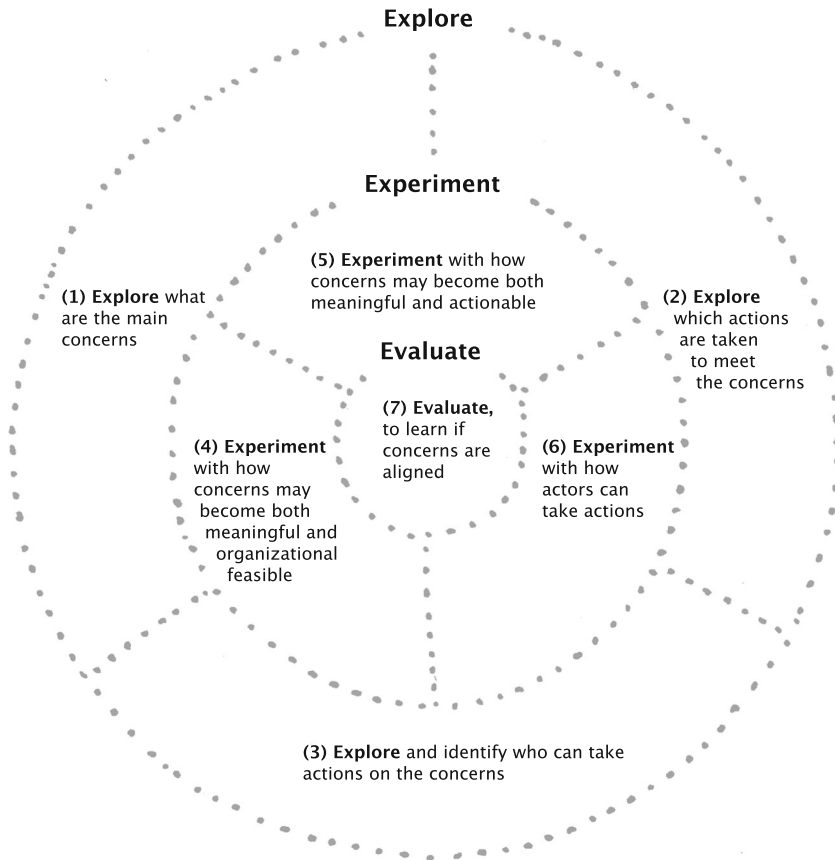 Explore
Experiment
(5) Experiment with how
concerns may become both
meaningful and actionable
(1) Explore what
are the main
concerns
(2) Explore
which actions
are taken
to meet
the concerns
Evaluate
(7) Evaluate,
to learn if
concerns are
aligned
(4) Experiment
with how
concerns may
become both
meaningful and
organizational
feasible
(6) Experiment
with how
actors can
take actions
(3) Explore and identify who can take
actions on the concerns